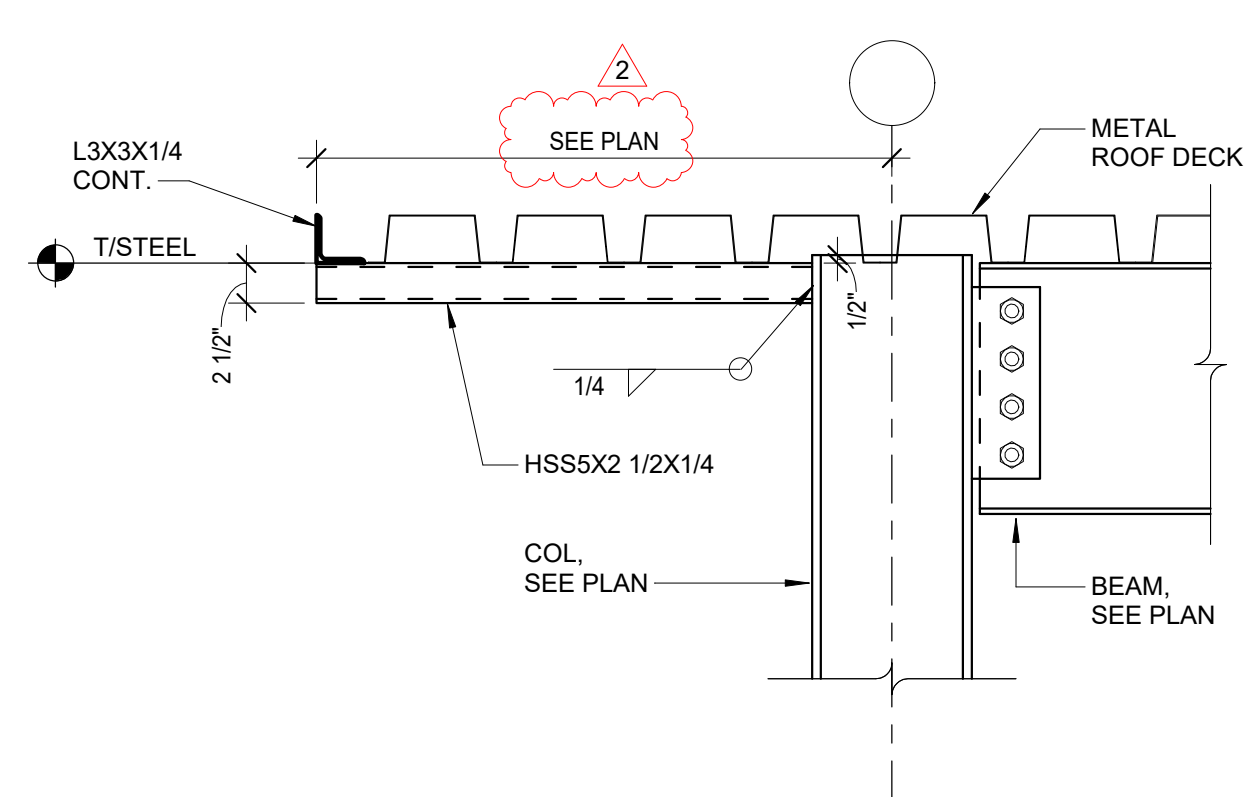 2
SEE PLAN
L3X3X1/4
CONT.
METAL
ROOF DECK
T/STEEL
2 1/2"
1/2"
1/4
HSS5X2 1/2X1/4
COL,
SEE PLAN
BEAM,
SEE PLAN